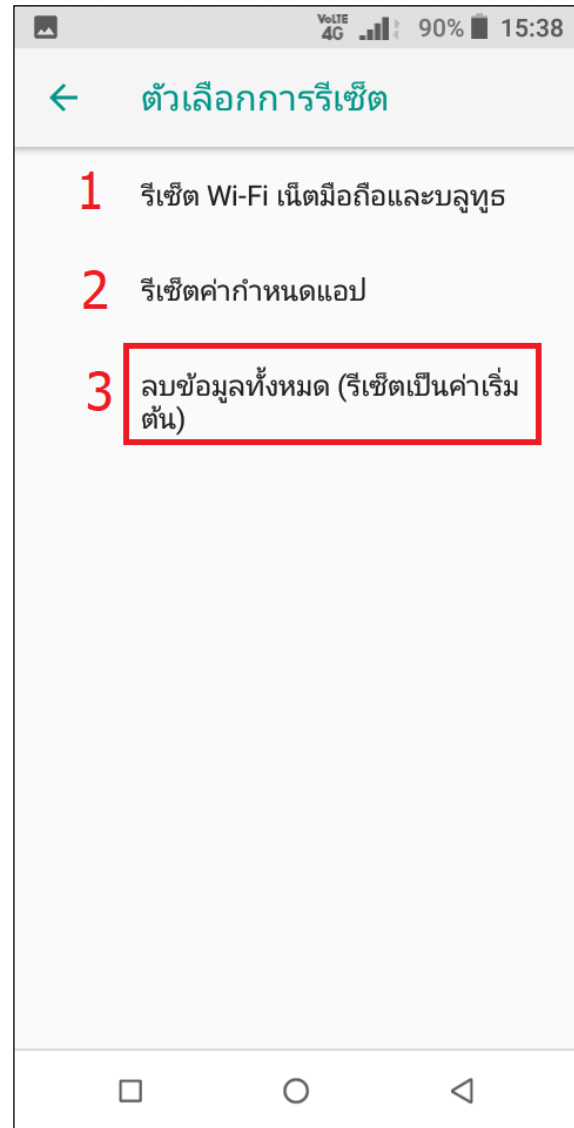 VoLTE
4G 90% 15:38
ตัวเลือกการรีเซ็ต
1 รีเซ็ต Wi-Fi เน็ตมือถือและบลูทูธ
2 รีเซ็ตค่ากำหนดแอป
3 ลบข้อมูลทั้งหมด (รีเซ็ตเป็นค่าเริ่ม
ต้น)